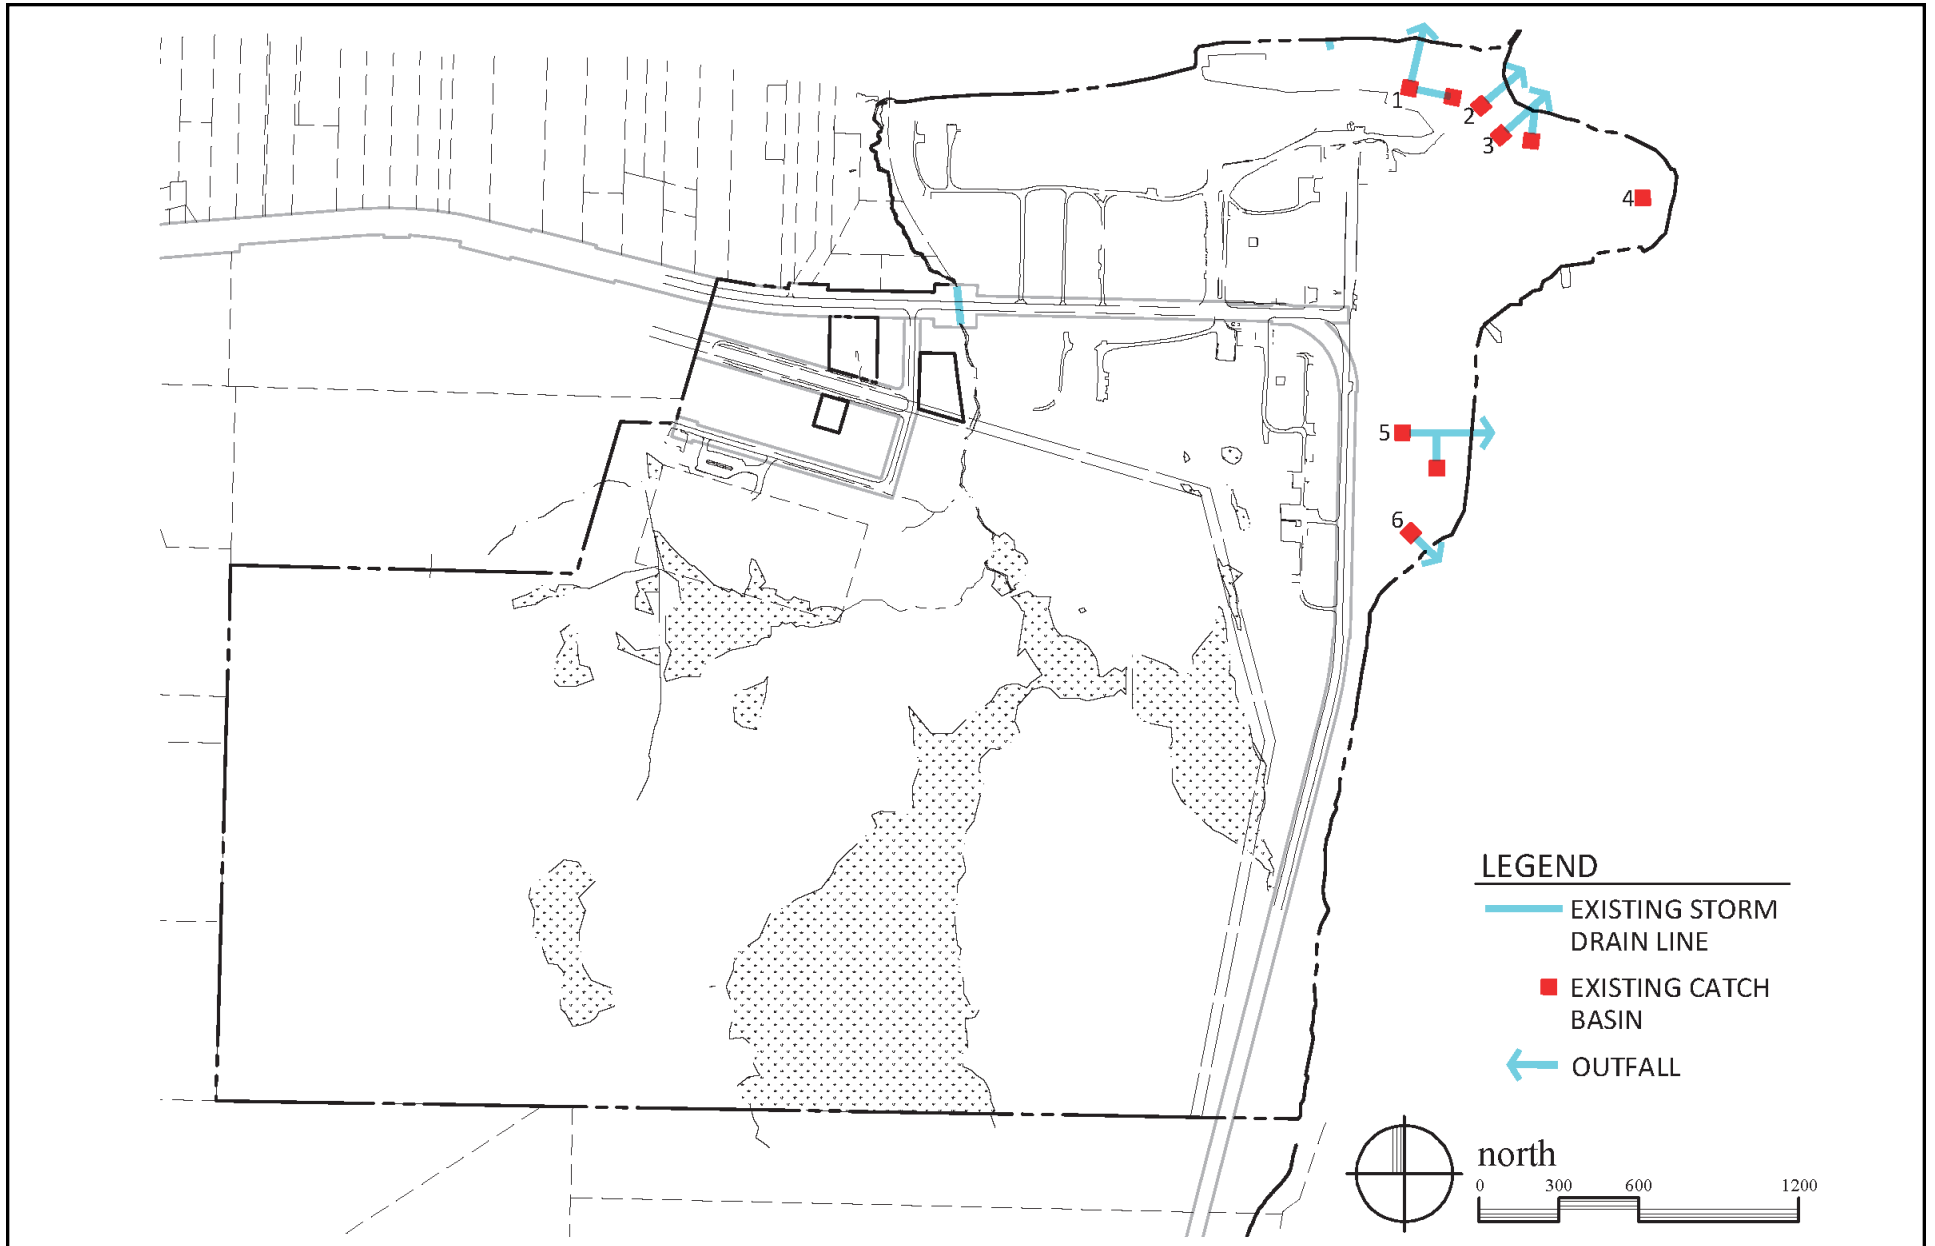 1
2
3
4
5
6
LEGEND
EXISTING STORM
DRAIN LINE
EXISTING CATCH
BASIN
OUTFALL
north
0 300 600 1200